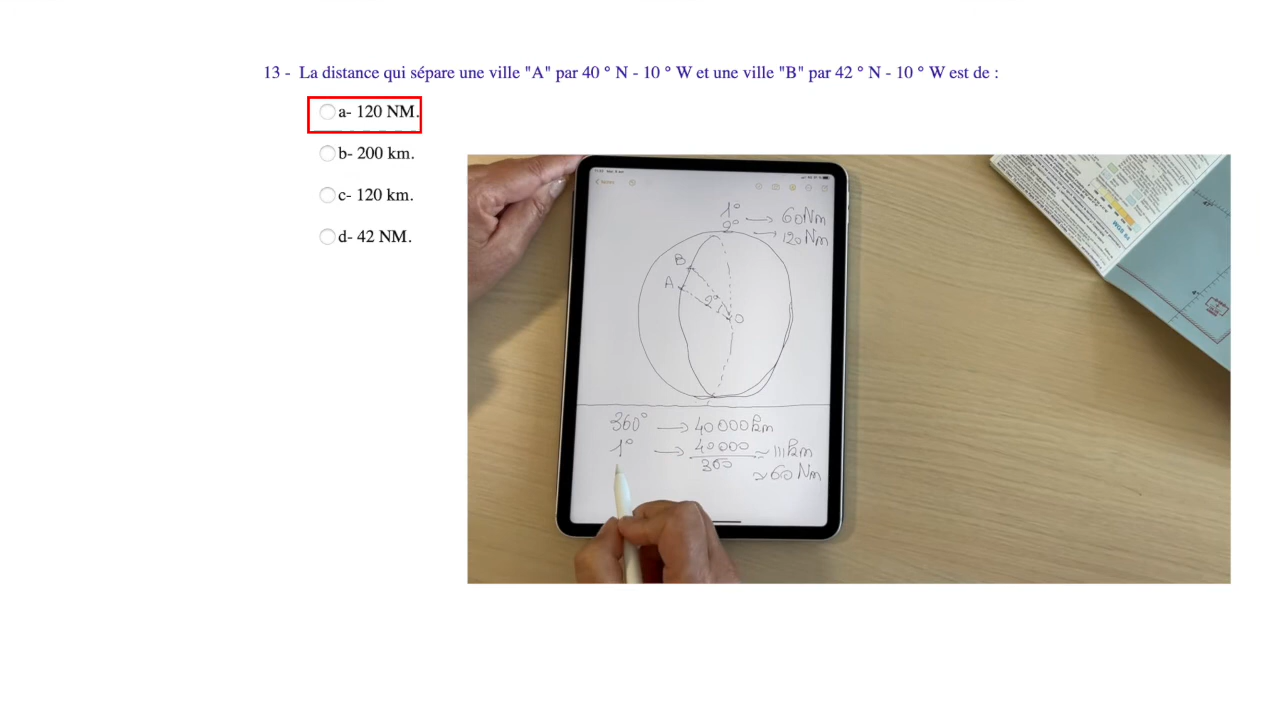 13 - La distance qui sépare une ville "A" par 40 ° N - 10 ° W et une ville "B" par 42 ° N - 10 ° W est de :
a- 120 NM.
b- 200 km.
c- 120 km.
d- 42 NM.
1° → 60Nm
2° → 120Nm
B
A
2°
O
360° → 40000km
1° → 40000/360 ≈ 111km
≈ 60 Nm